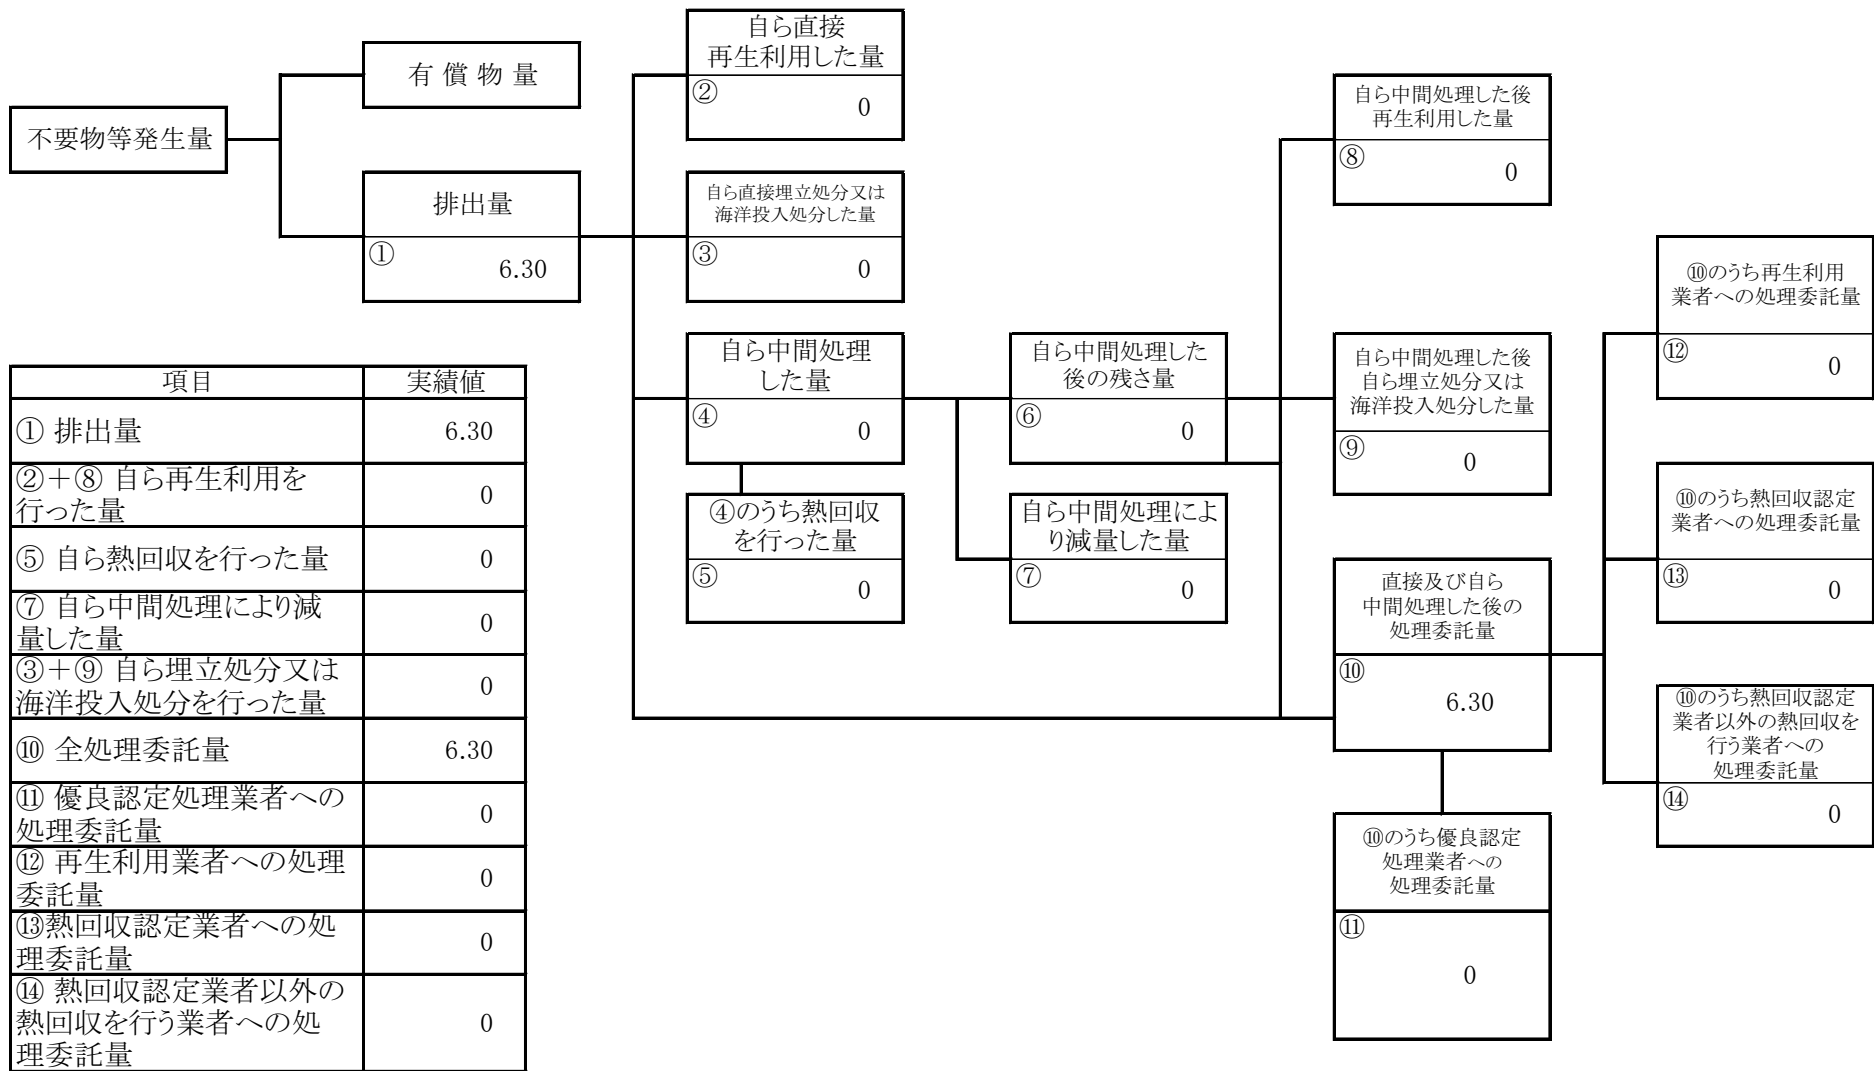 不要物等発生量
有 償 物 量
排出量
①
6.30
自ら直接
再生利用した量
②
0
自ら直接埋立処分又は
海洋投入処分した量
③
0
自ら中間処理
した量
④
0
④のうち熱回収
を行った量
⑤
0
自ら中間処理した
後の残さ量
⑥
0
自ら中間処理によ
り減量した量
⑦
0
自ら中間処理した後
再生利用した量
⑧
0
自ら中間処理した後
自ら埋立処分又は
海洋投入処分した量
⑨
0
直接及び自ら
中間処理した後の
処理委託量
⑩
6.30
⑩のうち優良認定
処理業者への
処理委託量
⑪
0
⑩のうち再生利用
業者への処理委託量
⑫
0
⑩のうち熱回収認定
業者への処理委託量
⑬
0
⑩のうち熱回収認定
業者以外の熱回収を
行う業者への
処理委託量
⑭
0
項目 実績値
① 排出量 6.30
②＋⑧ 自ら再生利用を
行った量 0
⑤ 自ら熱回収を行った量 0
⑦ 自ら中間処理により減
量した量 0
③＋⑨ 自ら埋立処分又は
海洋投入処分を行った量 0
⑩ 全処理委託量 6.30
⑪ 優良認定処理業者への
処理委託量 0
⑫ 再生利用業者への処理
委託量 0
⑬熱回収認定業者への処
理委託量 0
⑭ 熱回収認定業者以外の
熱回収を行う業者への処
理委託量 0